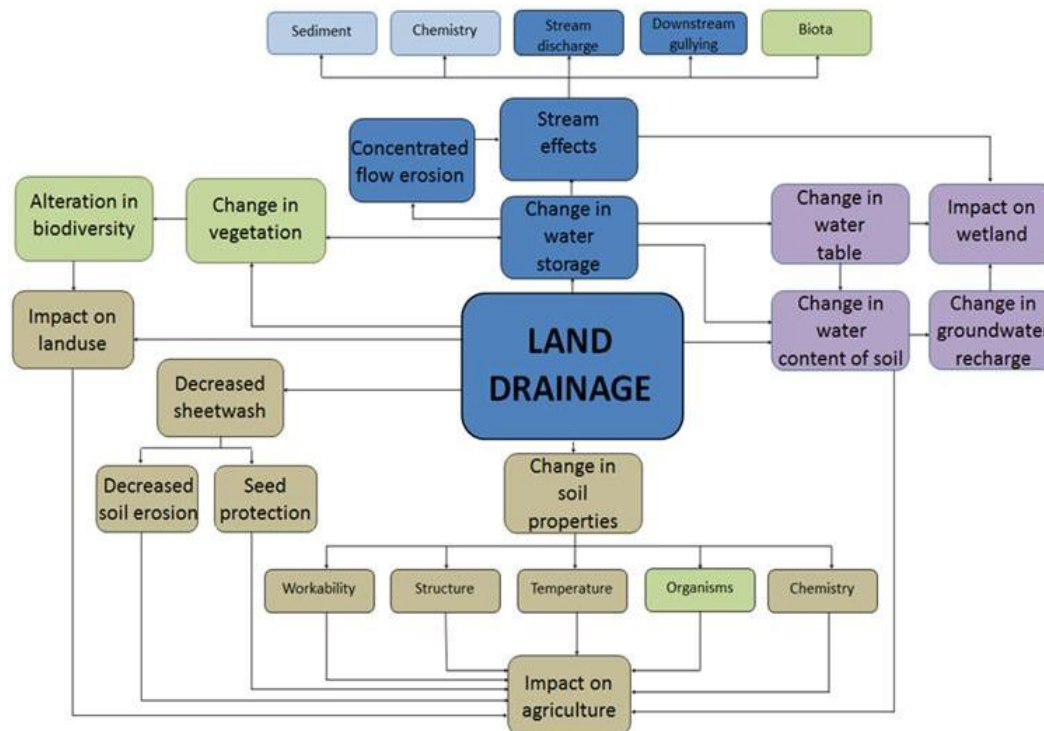 Sediment
Chemistry
Stream
discharge
Downstream
gullying
Biota
Concentrated
flow erosion
Stream
effects
Alteration in
biodiversity
Change in
vegetation
Change in
water
storage
Change in
water
table
Impact on
wetland
Impact on
landuse
LAND
DRAINAGE
Change in
water
content of soil
Change in
groundwater
recharge
Decreased
sheetwash
Decreased
soil erosion
Seed
protection
Change in
soil
properties
Workability
Structure
Temperature
Organisms
Chemistry
Impact on
agriculture